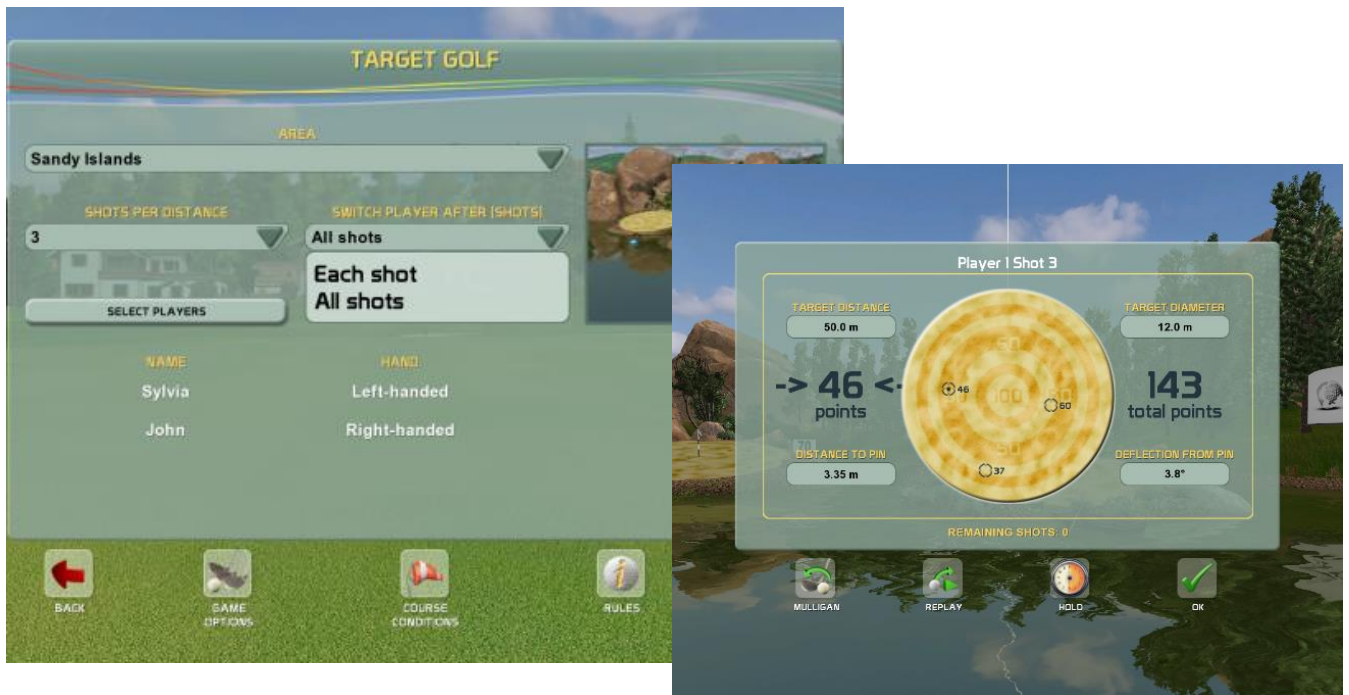 TARGET GOLF
AREA
Sandy Islands
SHOTS PER DISTANCE
SWITCH PLAYER AFTER (SHOTS)
3
All shots
Each shot
All shots
SELECT PLAYERS
NAME
HAND
Sylvia
Left-handed
John
Right-handed
BACK
GAME
OPTIONS
COURSE
CONDITIONS
RULES
Player 1 Shot 3
TARGET DISTANCE
50.0 m
-> 46 <-
points
DISTANCE TO PIN
3.35 m
50
46
100
60
50
37
TARGET DIAMETER
12.0 m
143
total points
DEFLECTION FROM PIN
3.8°
REMAINING SHOTS: 0
70
MULLIGAN
REPLAY
HOLD
OK